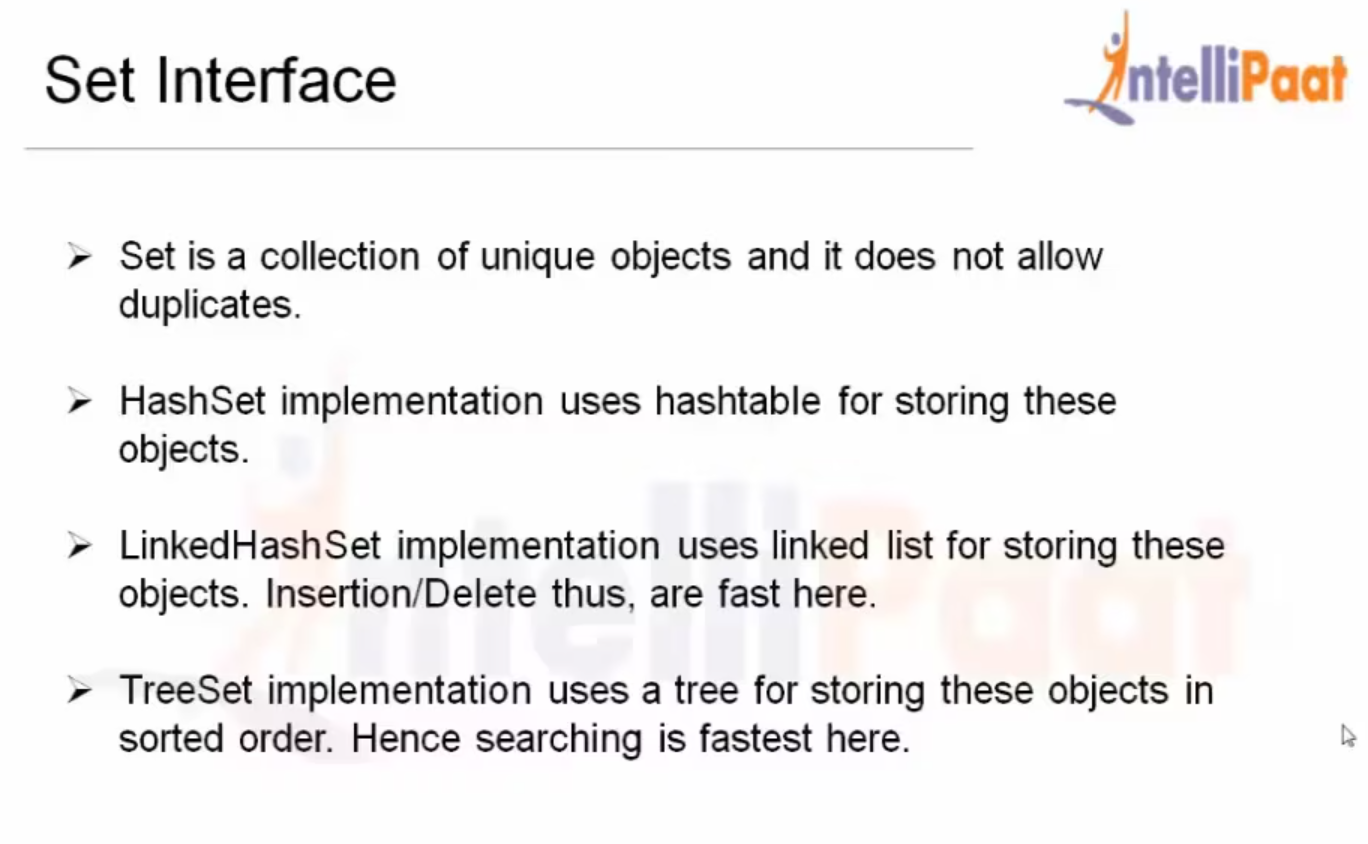 Set Interface
IntelliPaat
Set is a collection of unique objects and it does not allow
duplicates.
HashSet implementation uses hashtable for storing these
objects.
LinkedHashSet implementation uses linked list for storing these
objects. Insertion/Delete thus, are fast here.
TreeSet implementation uses a tree for storing these objects in
sorted order. Hence searching is fastest here.
IntelliPaat